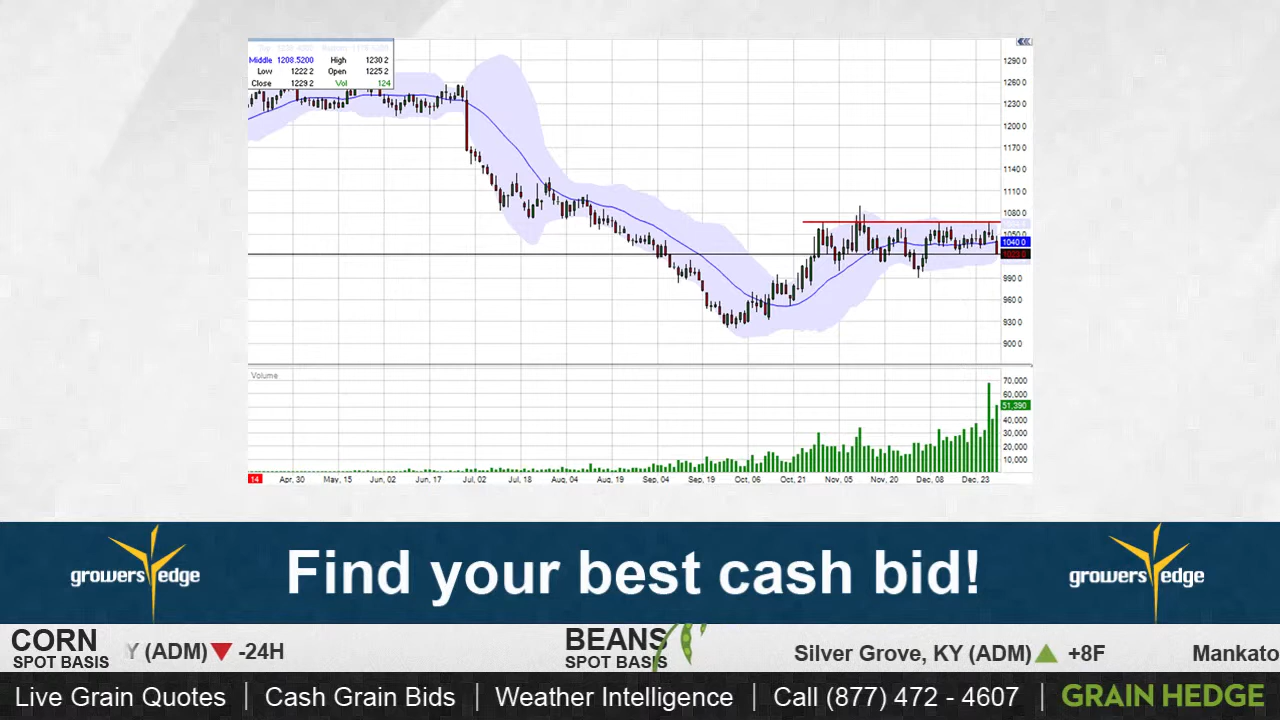 Middle 1208.5200 High 1230 2
Low 1222 2 Open 1225 2
Close 1229 2 Vol 124
1290 0
1260 0
1230 0
1200 0
1170 0
1140 0
1110 0
1080 0
1050 0
1040 0
990 0
960 0
930 0
900 0
Volume
70,000
60,000
51,390
40,000
30,000
20,000
10,000
14 Apr, 30 May, 15 Jun, 02 Jun, 17 Jul, 02 Jul, 18 Aug, 04 Aug, 19 Sep, 04 Sep, 19 Oct, 06 Oct, 21 Nov, 05 Nov, 20 Dec, 08 Dec, 23
growers edge
Find your best cash bid!
growers edge
CORN
SPOT BASIS
Y (ADM) -24H
BEANS
SPOT BASIS
Silver Grove, KY (ADM) +8F
Mankato
Live Grain Quotes | Cash Grain Bids | Weather Intelligence | Call (877) 472 - 4607 | GRAIN HEDGE